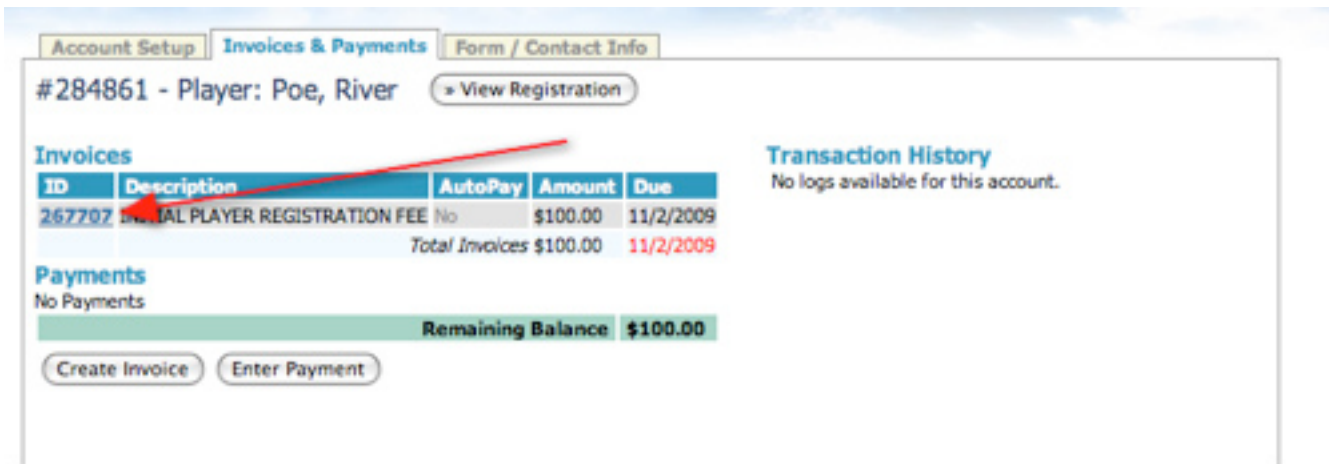 Account Setup Invoices & Payments Form / Contact Info
#284861 - Player: Poe, River » View Registration
Invoices
ID Description AutoPay Amount Due
267707 INITIAL PLAYER REGISTRATION FEE No $100.00 11/2/2009
Total Invoices $100.00 11/2/2009
Payments
No Payments
Remaining Balance $100.00
Create Invoice Enter Payment
Transaction History
No logs available for this account.